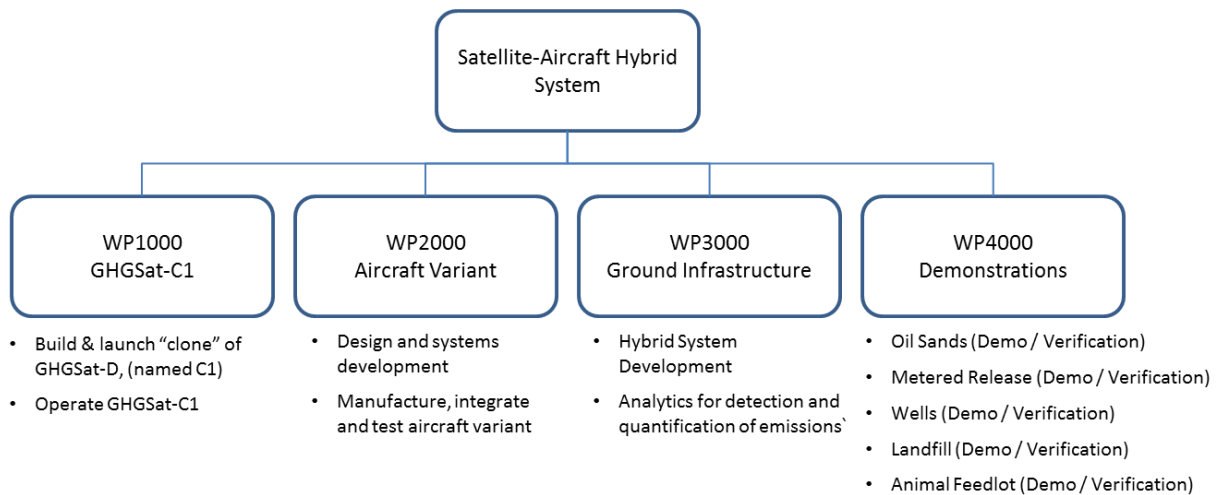 Satellite-Aircraft Hybrid
System
WP1000
GHGSat-C1
WP2000
Aircraft Variant
WP3000
Ground Infrastructure
WP4000
Demonstrations
• Build & launch “clone” of
GHGSat-D, (named C1)
• Operate GHGSat-C1
• Design and systems
development
• Manufacture, integrate
and test aircraft variant
• Hybrid System
Development
• Analytics for detection and
quantification of emissions`
• Oil Sands (Demo / Verification)
• Metered Release (Demo / Verification)
• Wells (Demo / Verification)
• Landfill (Demo / Verification)
• Animal Feedlot (Demo / Verification)